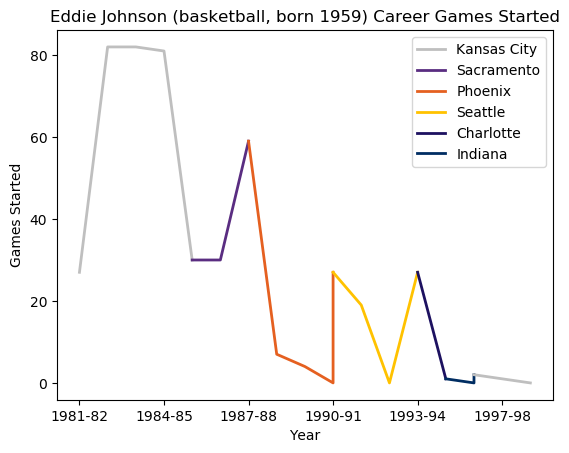 Eddie Johnson (basketball, born 1959) Career Games Started
Kansas City
Sacramento
Phoenix
Seattle
Charlotte
Indiana
Games Started
80
60
40
20
0
1981-82 1984-85 1987-88 1990-91 1993-94 1997-98
Year